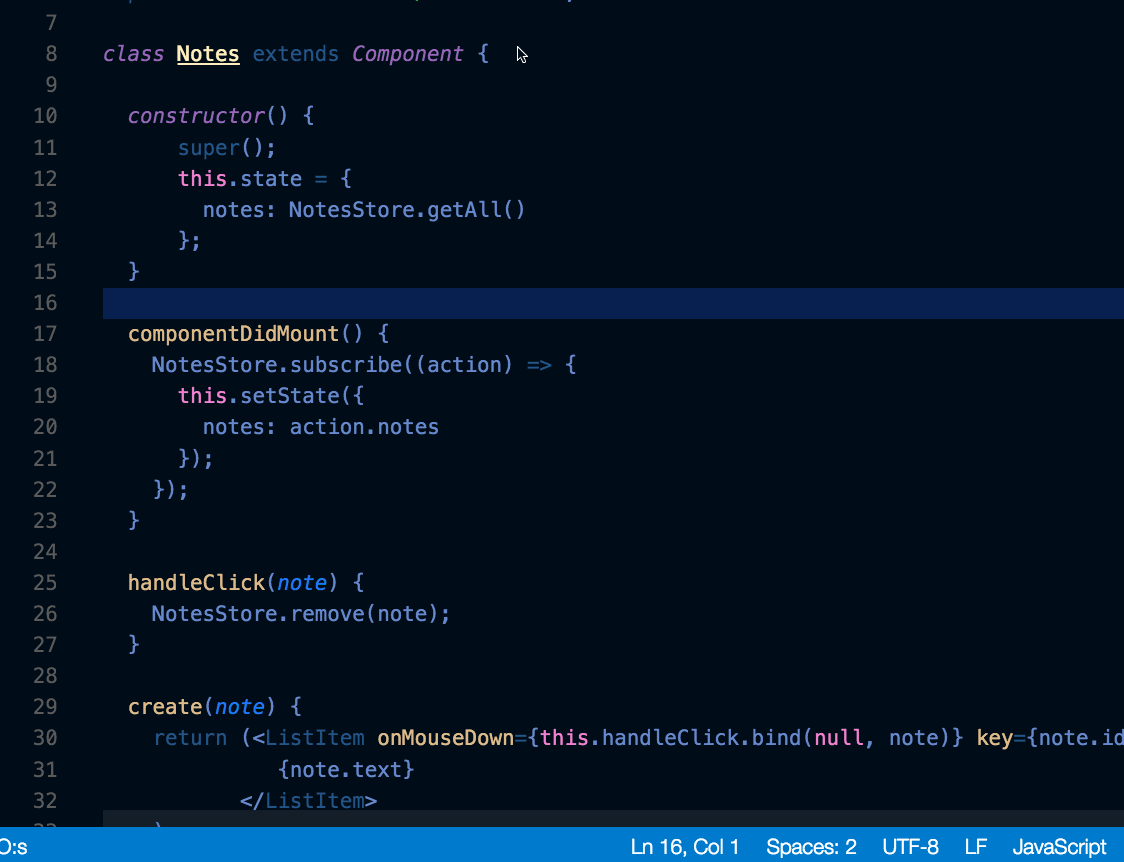 7
8 class Notes extends Component {
9
10   constructor() {
11       super();
12       this.state = {
13         notes: NotesStore.getAll()
14       };
15   }
16
17   componentDidMount() {
18     NotesStore.subscribe((action) => {
19       this.setState({
20         notes: action.notes
21       });
22     });
23   }
24
25   handleClick(note) {
26     NotesStore.remove(note);
27   }
28
29   create(note) {
30     return (<ListItem onMouseDown={this.handleClick.bind(null, note)} key={note.id
31               {note.text}
32            </ListItem>
O:s Ln 16, Col 1 Spaces: 2 UTF-8 LF JavaScript